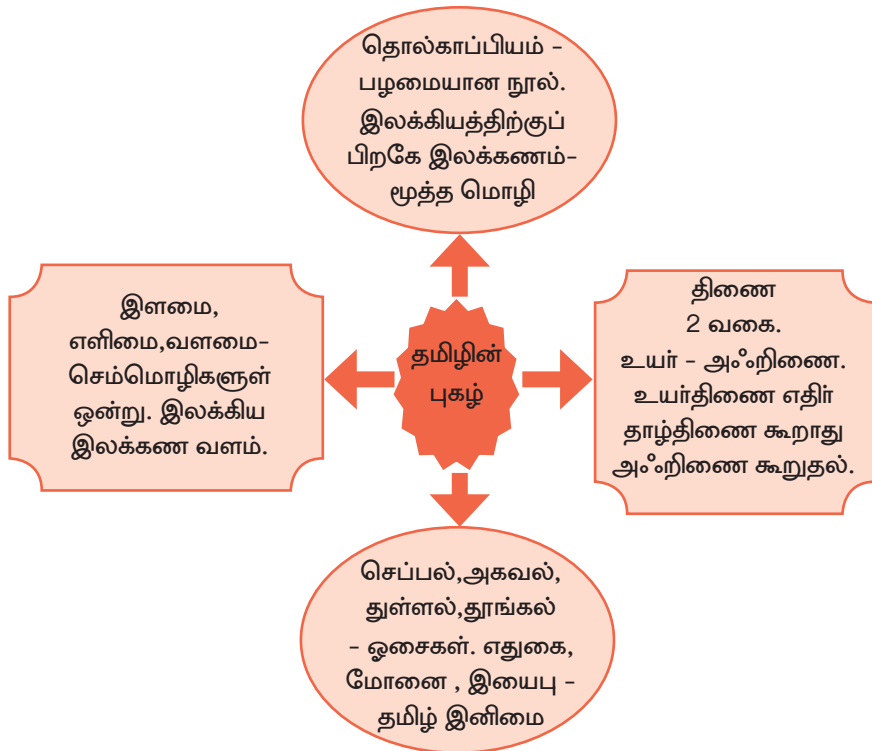 தொல்காப்பியம் -
பழமையான நூல்.
இலக்கியத்திற்குப்
பிறகே இலக்கணம்-
மூத்த மொழி
இளமை,
எளிமை,வளமை-
செம்மொழிகளுள்
ஒன்று. இலக்கிய
இலக்கண வளம்.
தமிழின்
புகழ்
திணை
2 வகை.
உயர் - அஃறிணை.
உயர்திணை எதிர்
தாழ்திணை கூறாது
அஃறிணை கூறுதல்.
செப்பல்,அகவல்,
துள்ளல்,தூங்கல்
- ஓசைகள். எதுகை,
மோனை , இயைபு -
தமிழ் இனிமை